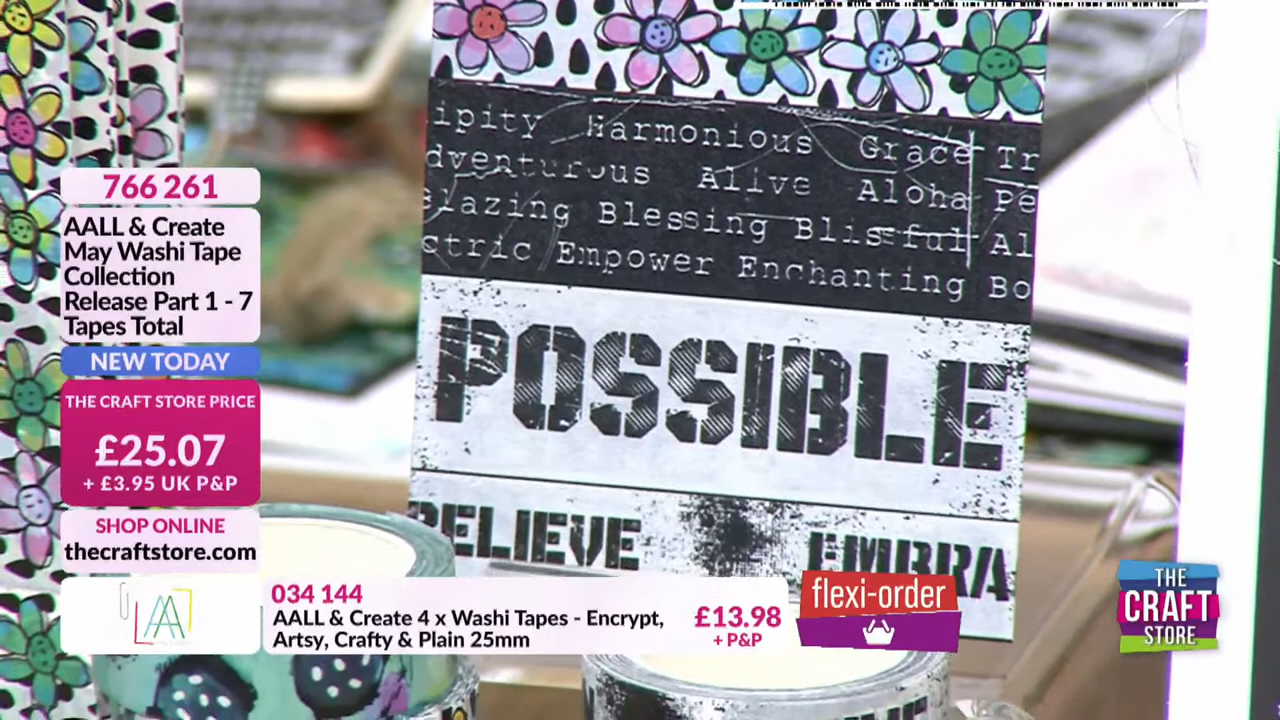 ipity Harmonious Grace Tr
dventurous Alive Aloha Pe
lazing Blessing Blissful Al
ctric Empower Enchanting Bo
POSSIBLE
BELIEVE EMBRA
766 261
AALL & Create
May Washi Tape
Collection
Release Part 1 - 7
Tapes Total
NEW TODAY
THE CRAFT STORE PRICE
£25.07
+ £3.95 UK P&P
SHOP ONLINE
thecraftstore.com
AA
034 144
AALL & Create 4 x Washi Tapes - Encrypt,
Artsy, Crafty & Plain 25mm
£13.98
+ P&P
flexi-order
THE
CRAFT
STORE